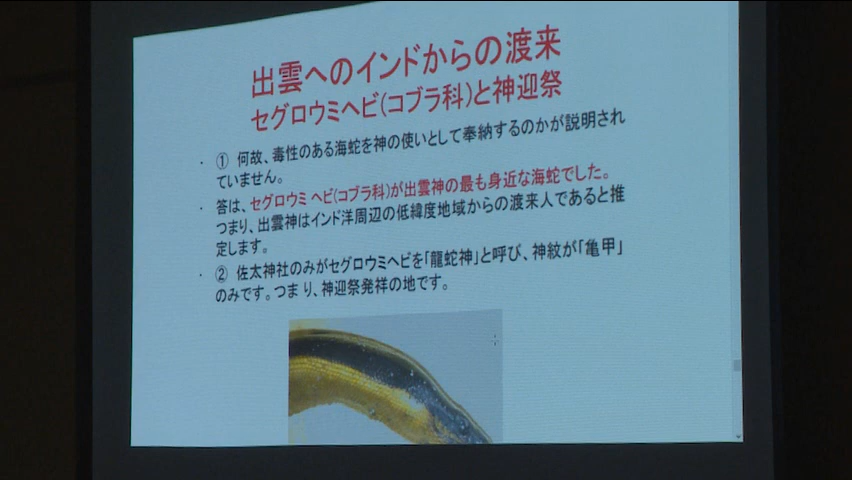 出雲へのインドからの渡来
セグロウミヘビ(コブラ科)と神迎祭
・ ① 何故、毒性のある海蛇を神の使いとして奉納するのかが説明され
ていません。
・ 答は、セグロウミ ヘビ(コブラ科)が出雲神の最も身近な海蛇でした。
つまり、出雲神はインド洋周辺の低緯度地域からの渡来人であると推
定します。
・ ② 佐太神社のみがセグロウミヘビを「龍蛇神」と呼び、神紋が「亀甲」
のみです。つまり、神迎祭発祥の地です。